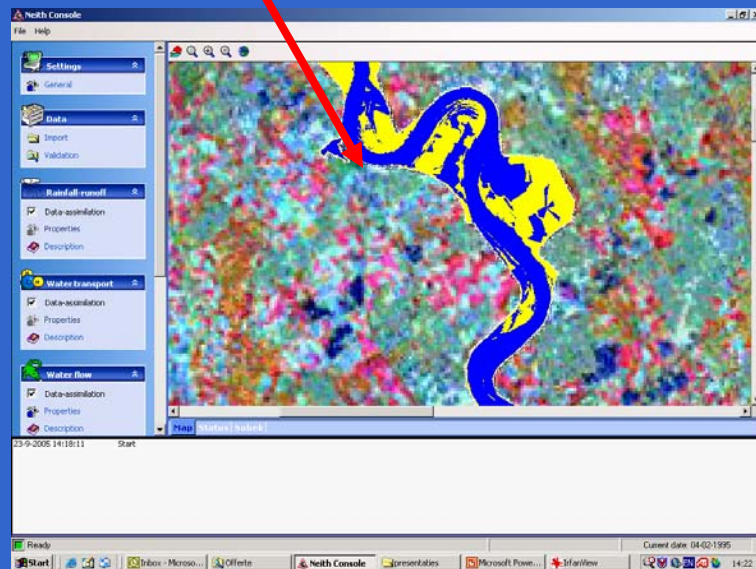 Neith Console
File Help
Settings
General
Data
Import
Validation
Rainfall-runoff
Data-assimilation
Properties
Description
Water transport
Data-assimilation
Properties
Description
Water flow
Data-assimilation
Properties
Description
Map Status Sobek
23-9-2005 14:18:11 Start
Ready Current date: 04-02-1995
Start Inbox - Microso... Offerte Neith Console presentaties Microsoft Powe... IrfanView 14:22